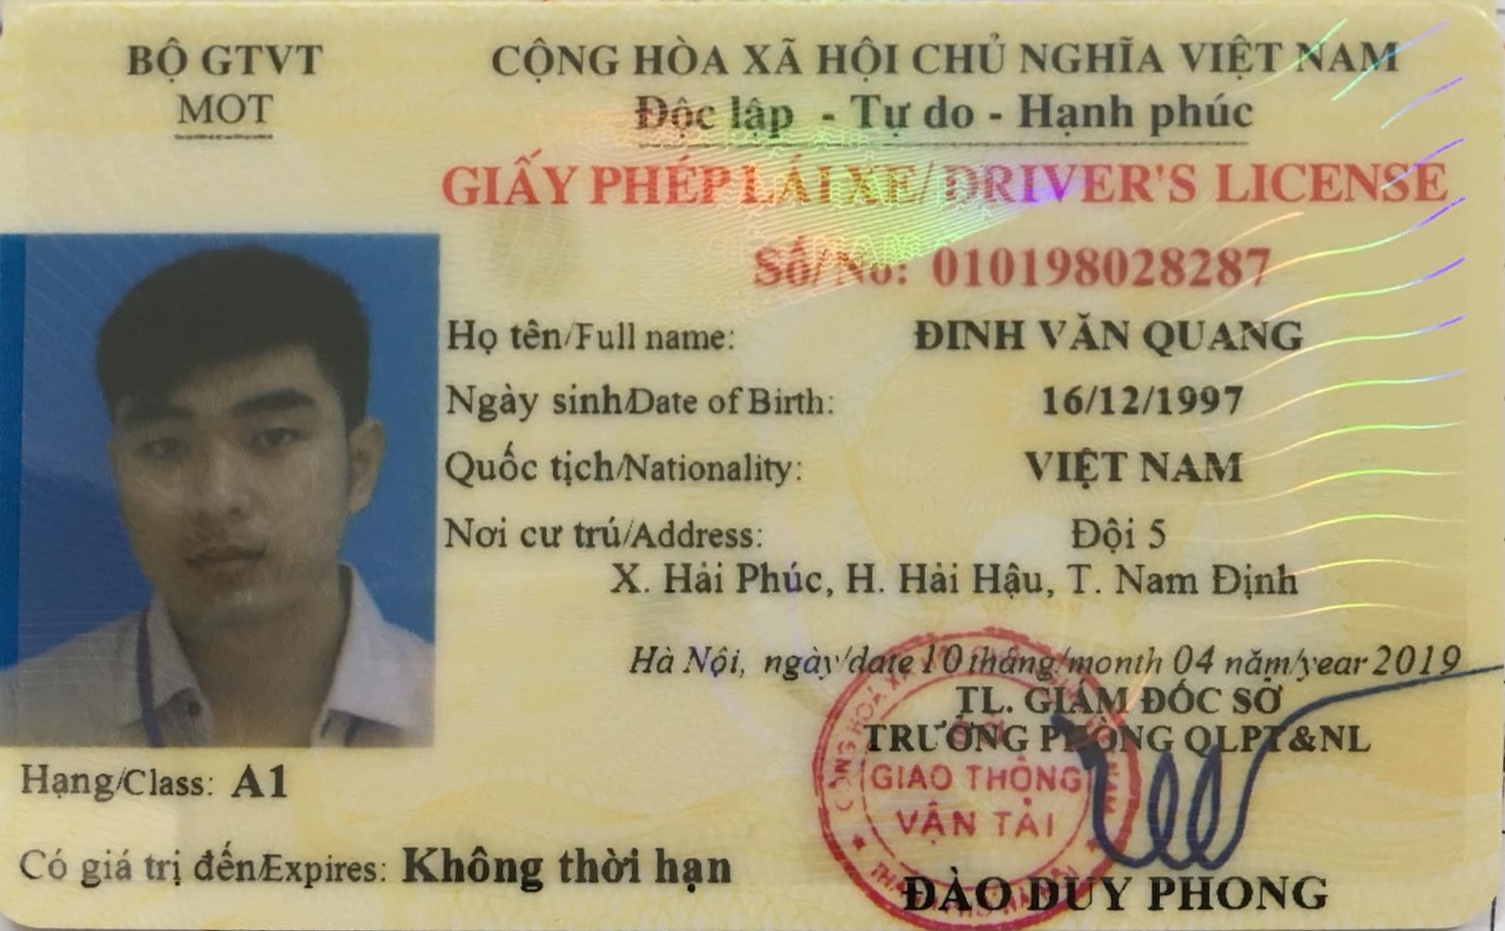 BỘ GTVT
MOT
CỘNG HÒA XÃ HỘI CHỦ NGHĨA VIỆT NAM
Độc lập - Tự do - Hạnh phúc
GIẤY PHÉP LÁI XE/DRIVER'S LICENSE
Số/No: 010198028287
Họ tên/Full name: ĐINH VĂN QUANG
Ngày sinh/Date of Birth: 16/12/1997
Quốc tịch/Nationality: VIỆT NAM
Nơi cư trú/Address: Đội 5
X. Hải Phúc, H. Hải Hậu, T. Nam Định
Hà Nội, ngày/date 10 tháng/month 04 năm/year 2019
TL. GIÁM ĐỐC SỞ
TRƯỞNG PHÒNG QLPT&NL
GIAO THÔNG
VẬN TẢI
ĐÀO DUY PHONG
Hạng/Class: A1
Có giá trị đến/Expires: Không thời hạn